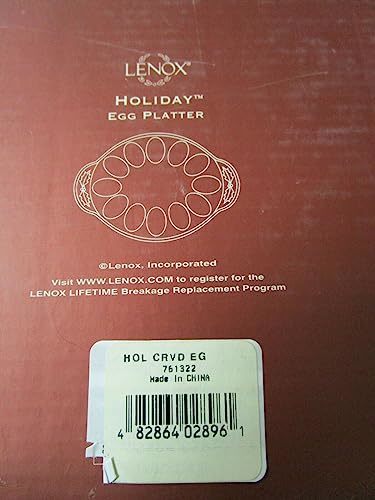 LENOX®
HOLIDAY™
EGG PLATTER
©Lenox, Incorporated
Visit WWW.LENOX.COM to register for the
LENOX LIFETIME Breakage Replacement Program
HOL CRVD EG
761322
Made In CHINA
4 82864 02896 1